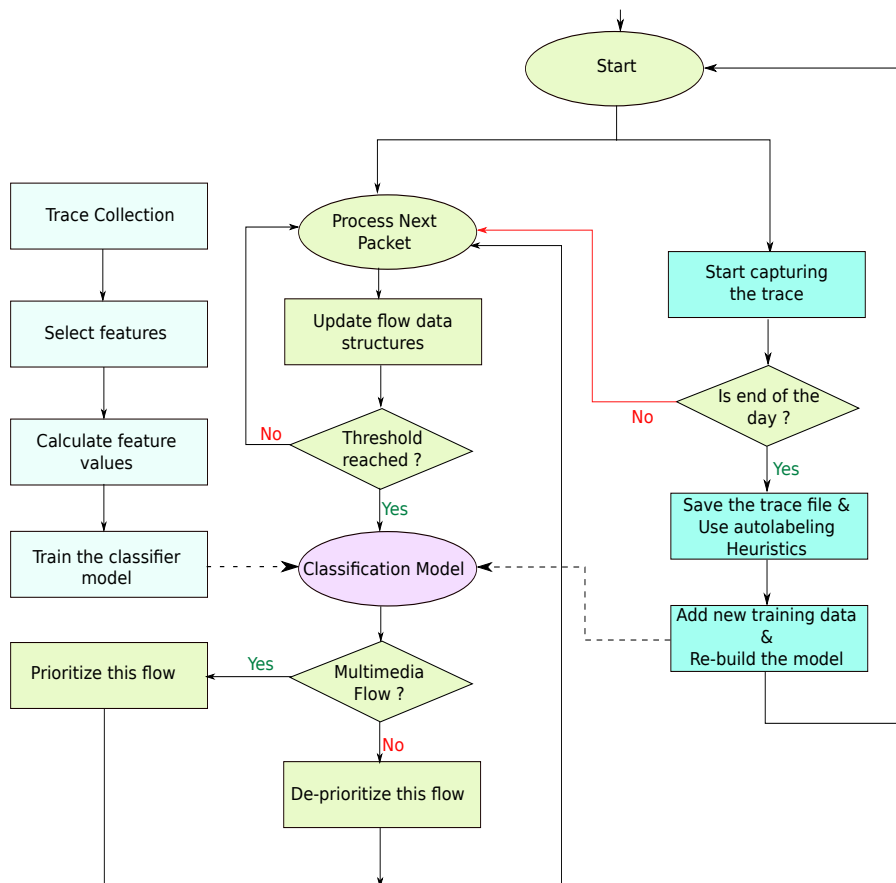 Start
Trace Collection
Process Next
Packet
Start capturing
the trace
Select features
Update flow data
structures
Is end of the
day ?
No
Calculate feature
values
No
Threshold
reached ?
Yes
Yes
Save the trace file &
Use autolabeling
Heuristics
Train the classifier
model
Classification Model
Add new training data
&
Re-build the model
Prioritize this flow
Yes
Multimedia
Flow ?
No
De-prioritize this flow